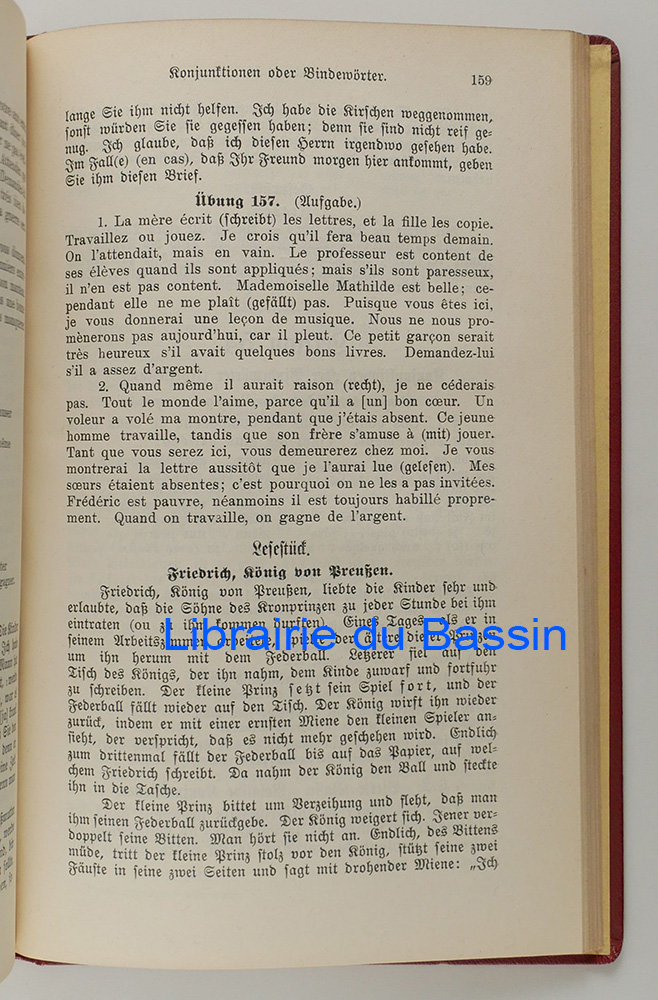 Konjunktionen oder Bindewörter.
159
lange Sie ihm nicht helfen. Ich habe die Kirschen weggenommen,
sonst würden Sie sie gegessen haben; denn sie sind nicht reif ge-
nug. Ich glaube, daß ich diesen Herrn irgendwo gesehen habe.
Im Fall(e) (en cas), daß Ihr Freund morgen hier ankommt, geben
Sie ihm diesen Brief.
Übung 157. (Aufgabe.)
1. La mère écrit (schreibt) les lettres, et la fille les copie.
Travaillez ou jouez. Je crois qu'il fera beau temps demain.
On l'attendait, mais en vain. Le professeur est content de
ses élèves quand ils sont appliqués; mais s'ils sont paresseux,
il n'en est pas content. Mademoiselle Mathilde est belle; ce-
pendant elle ne me plaît (gefällt) pas. Puisque vous êtes ici,
je vous donnerai une leçon de musique. Nous ne nous pro-
mènerons pas aujourd'hui, car il pleut. Ce petit garçon serait
très heureux s'il avait quelques bons livres. Demandez-lui
s'il a assez d'argent.
2. Quand même il aurait raison (recht), je ne céderais
pas. Tout le monde l'aime, parce qu'il a [un] bon cœur. Un
voleur a volé ma montre, pendant que j'étais absent. Ce jeune
homme travaille, tandis que son frère s'amuse à (mit) jouer.
Tant que vous serez ici, vous demeurerez chez moi. Je vous
montrerai la lettre aussitôt que je l'aurai lue (gelesen). Mes
sœurs étaient absentes; c'est pourquoi on ne les a pas invitées.
Frédéric est pauvre, néanmoins il est toujours habillé propre-
ment. Quand on travaille, on gagne de l'argent.
Lesestück.
Friedrich, König von Preußen.
Friedrich, König von Preußen, liebte die Kinder sehr und
erlaubte, daß die Söhne des Kronprinzen zu jeder Stunde bei ihm
eintraten (ou zu ihm kommen durften). Eines Tages, als er in
seinem Arbeitszimmer spielte der ältere dieser Prinzen
Librairie du Bassin
um ihn herum mit dem Federball. Letzerer fiel auf den
Tisch des Königs, der ihn nahm, dem Kinde zuwarf und fortfuhr
zu schreiben. Der kleine Prinz setzt sein Spiel fort, und der
Federball fällt wieder auf den Tisch. Der König wirft ihn wieder
zurück, indem er mit einer ernsten Miene den kleinen Spieler an-
sieht, der verspricht, daß es nicht mehr geschehen wird. Endlich
zum drittenmal fällt der Federball bis auf das Papier, auf wel-
chem Friedrich schreibt. Da nahm der König den Ball und steckte
ihn in die Tasche.
Der kleine Prinz bittet um Verzeihung und fleht, daß man
ihm seinen Federball zurückgebe. Der König weigert sich. Jener ver-
doppelt seine Bitten. Man hört sie nicht an. Endlich, des Bittens
müde, tritt der kleine Prinz stolz vor den König, stützt seine zwei
Fäuste in seine zwei Seiten und sagt mit drohender Miene: „Ich